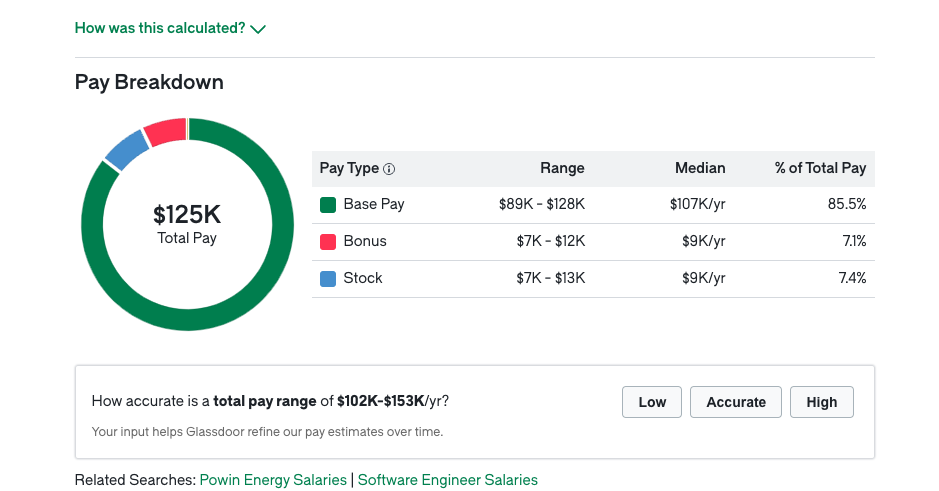 How was this calculated?
Pay Breakdown
$125K
Total Pay
Pay Type Range Median % of Total Pay
Base Pay $89K - $128K $107K/yr 85.5%
Bonus $7K - $12K $9K/yr 7.1%
Stock $7K - $13K $9K/yr 7.4%
How accurate is a total pay range of $102K-$153K/yr?
Low Accurate High
Your input helps Glassdoor refine our pay estimates over time.
Related Searches: Powin Energy Salaries | Software Engineer Salaries